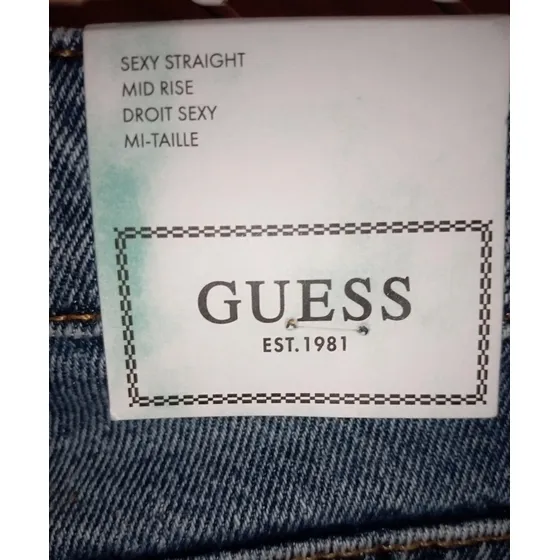 SEXY STRAIGHT
MID RISE
DROIT SEXY
MI-TAILLE
GUESS
EST.1981